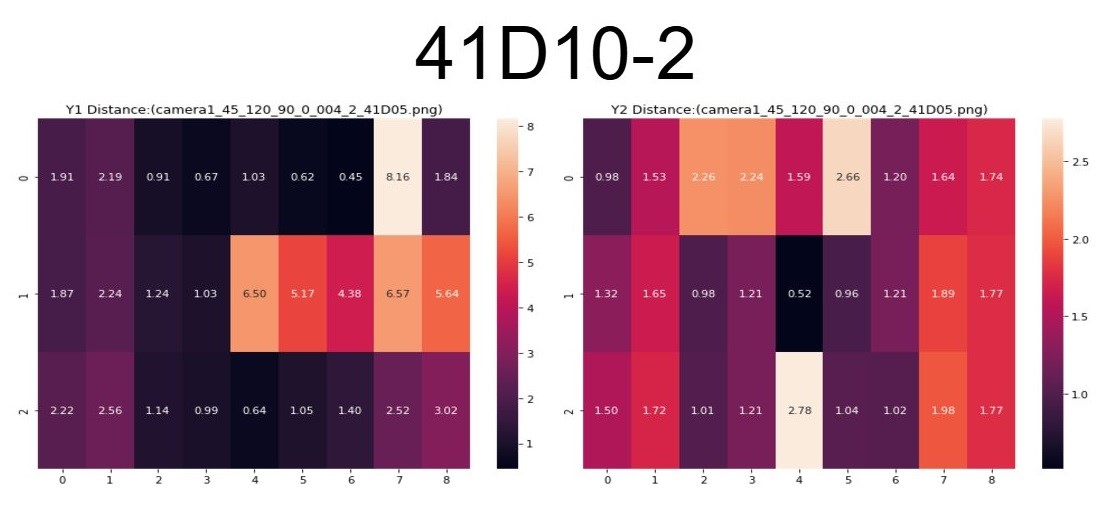 41D10-2
Y1 Distance:(camera1_45_120_90_0_004_2_41D05.png)
0 1.91 2.19 0.91 0.67 1.03 0.62 0.45 8.16 1.84
1 1.87 2.24 1.24 1.03 6.50 5.17 4.38 6.57 5.64
2 2.22 2.56 1.14 0.99 0.64 1.05 1.40 2.52 3.02
0 1 2 3 4 5 6 7 8
8
7
6
5
4
3
2
1
Y2 Distance:(camera1_45_120_90_0_004_2_41D05.png)
0 0.98 1.53 2.26 2.24 1.59 2.66 1.20 1.64 1.74
1 1.32 1.65 0.98 1.21 0.52 0.96 1.21 1.89 1.77
2 1.50 1.72 1.01 1.21 2.78 1.04 1.02 1.98 1.77
0 1 2 3 4 5 6 7 8
2.5
2.0
1.5
1.0